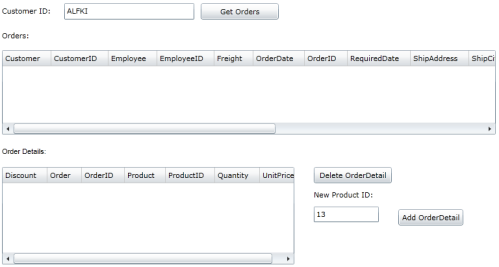 Customer ID: ALFKI Get Orders
Orders:
Customer CustomerID Employee EmployeeID Freight OrderDate OrderID RequiredDate ShipAddress ShipCi
Order Details:
Discount Order OrderID Product ProductID Quantity UnitPrice
Delete OrderDetail
New Product ID:
13 Add OrderDetail